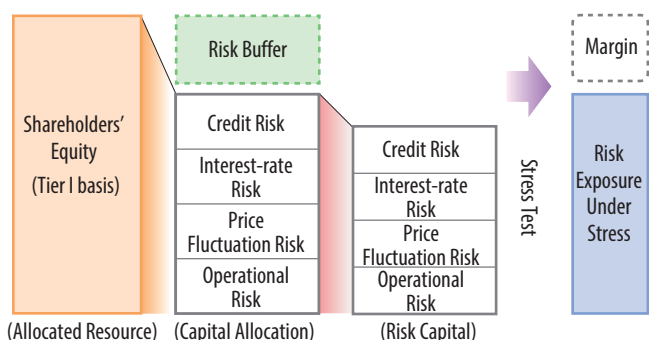 Shareholders'
Equity
(Tier I basis)
(Allocated Resource)
Risk Buffer
Credit Risk
Interest-rate
Risk
Price
Fluctuation Risk
Operational
Risk
(Capital Allocation)
Credit Risk
Interest-rate
Risk
Price
Fluctuation Risk
Operational
Risk
(Risk Capital)
Stress Test
Margin
Risk
Exposure
Under
Stress